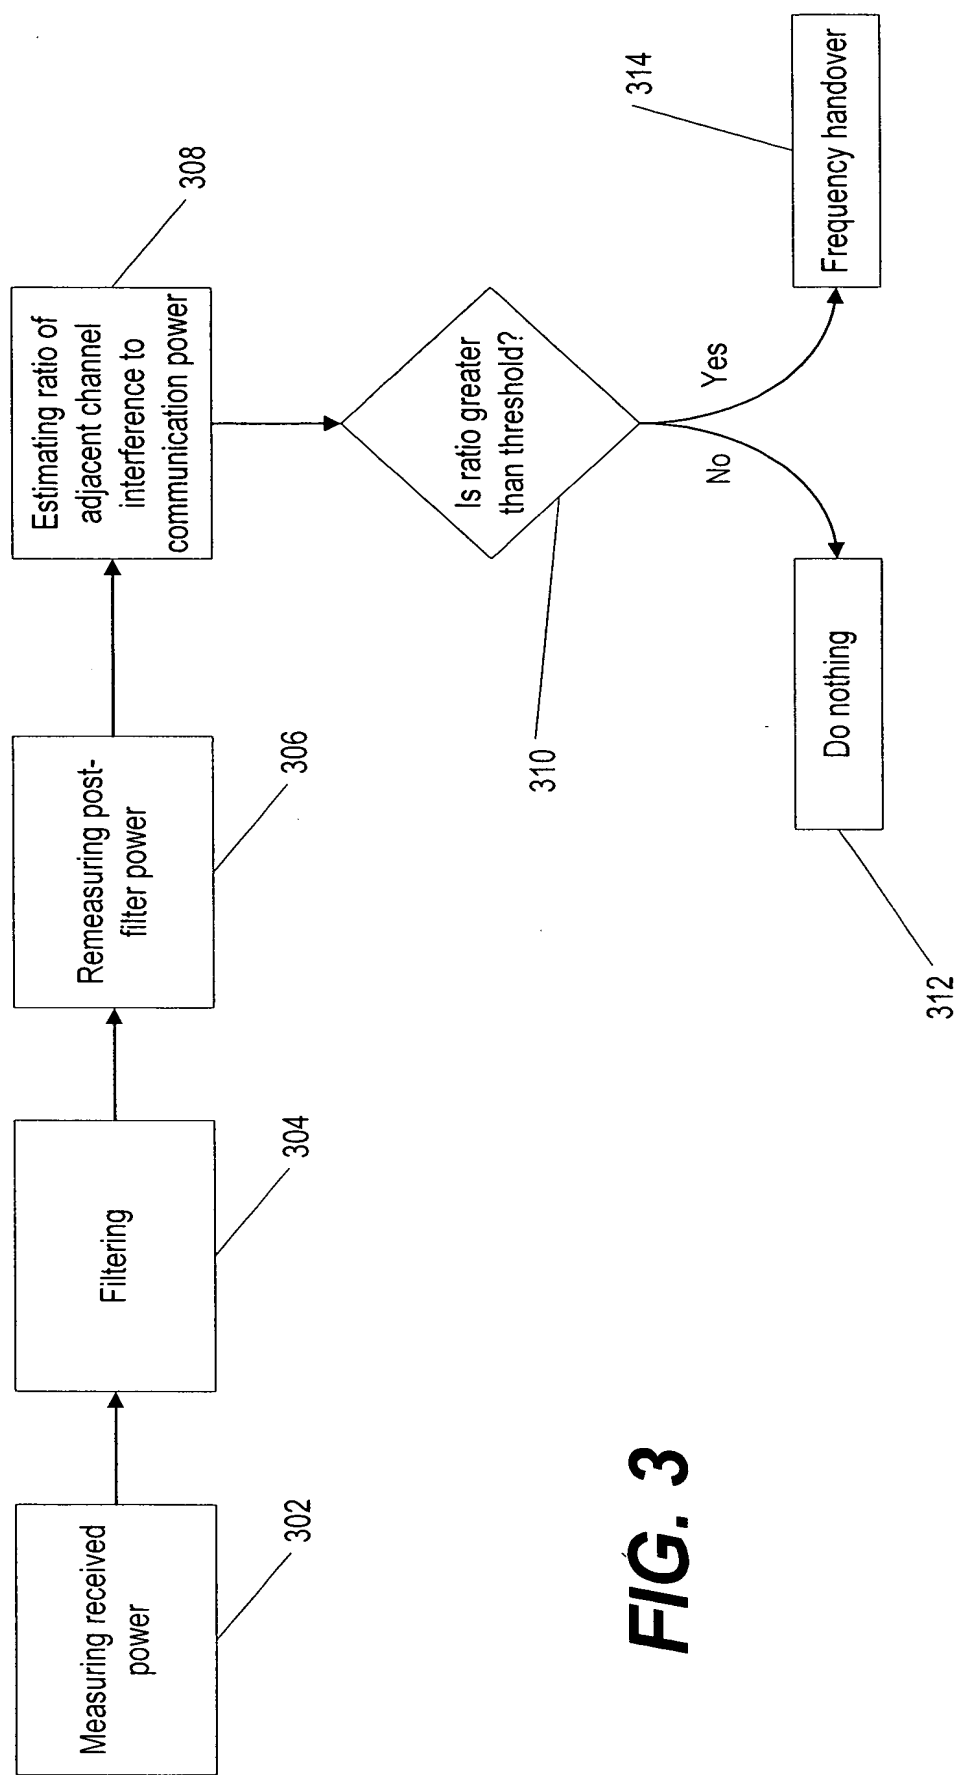 Measuring received
power
302
Filtering
304
Remeasuring post-
filter power
306
Estimating ratio of
adjacent channel
interference to
communication power
308
Is ratio greater
than threshold?
310
No
Yes
Do nothing
312
Frequency handover
314
FIG. 3